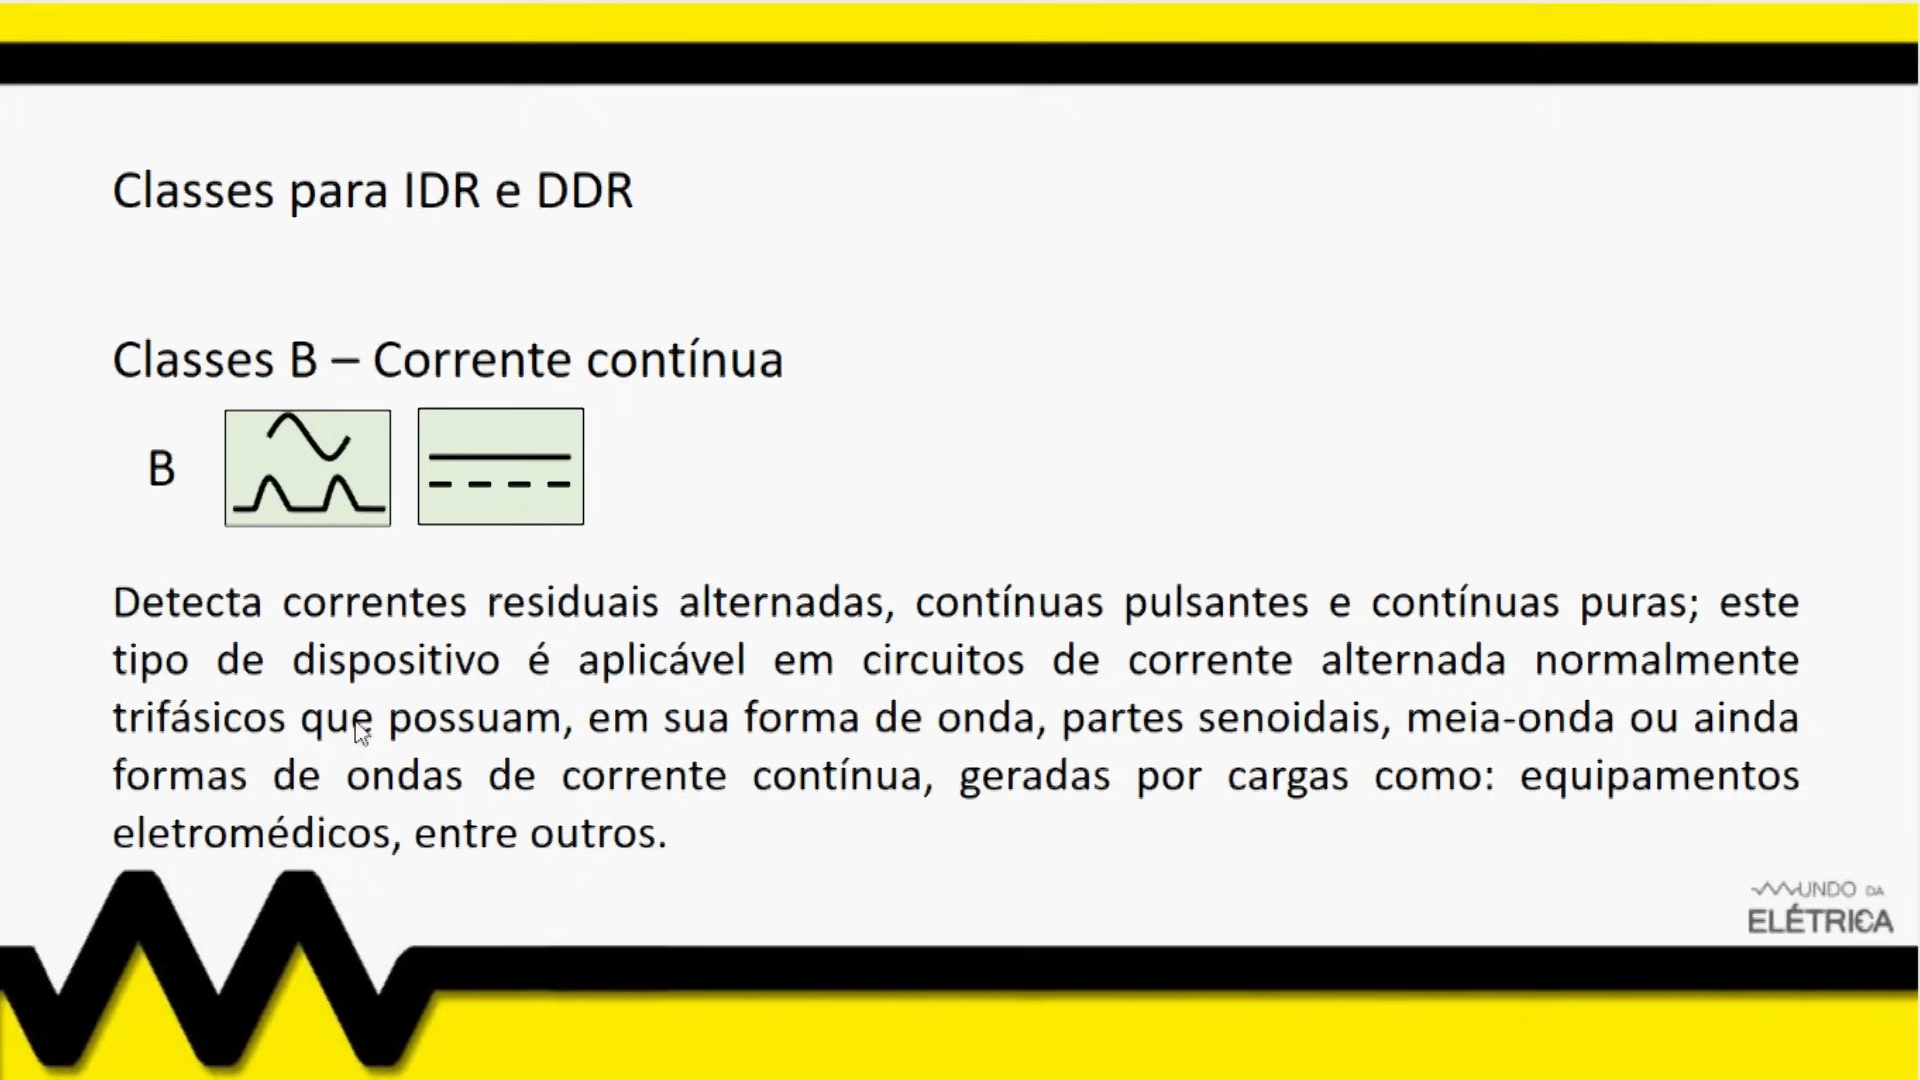 Classes para IDR e DDR
Classes B – Corrente contínua
B
Detecta correntes residuais alternadas, contínuas pulsantes e contínuas puras; este
tipo de dispositivo é aplicável em circuitos de corrente alternada normalmente
trifásicos que possuam, em sua forma de onda, partes senoidais, meia-onda ou ainda
formas de ondas de corrente contínua, geradas por cargas como: equipamentos
eletromédicos, entre outros.
MUNDO DA
ELÉTRICA